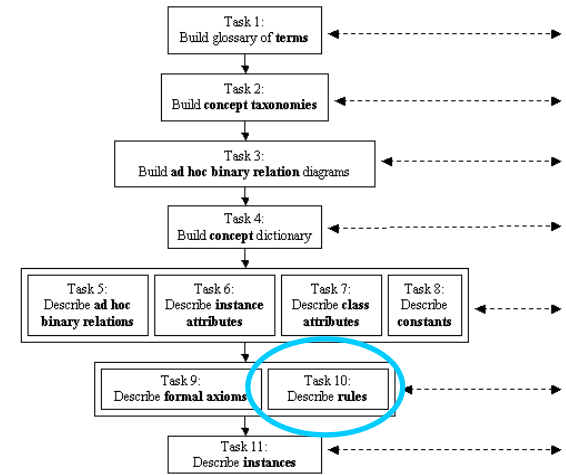 Task 1:
Build glossary of terms
Task 2:
Build concept taxonomies
Task 3:
Build ad hoc binary relation diagrams
Task 4:
Build concept dictionary
Task 5:
Describe ad hoc
binary relations
Task 6:
Describe instance
attributes
Task 7:
Describe class
attributes
Task 8:
Describe
constants
Task 9:
Describe formal axioms
Task 10:
Describe rules
Task 11:
Describe instances